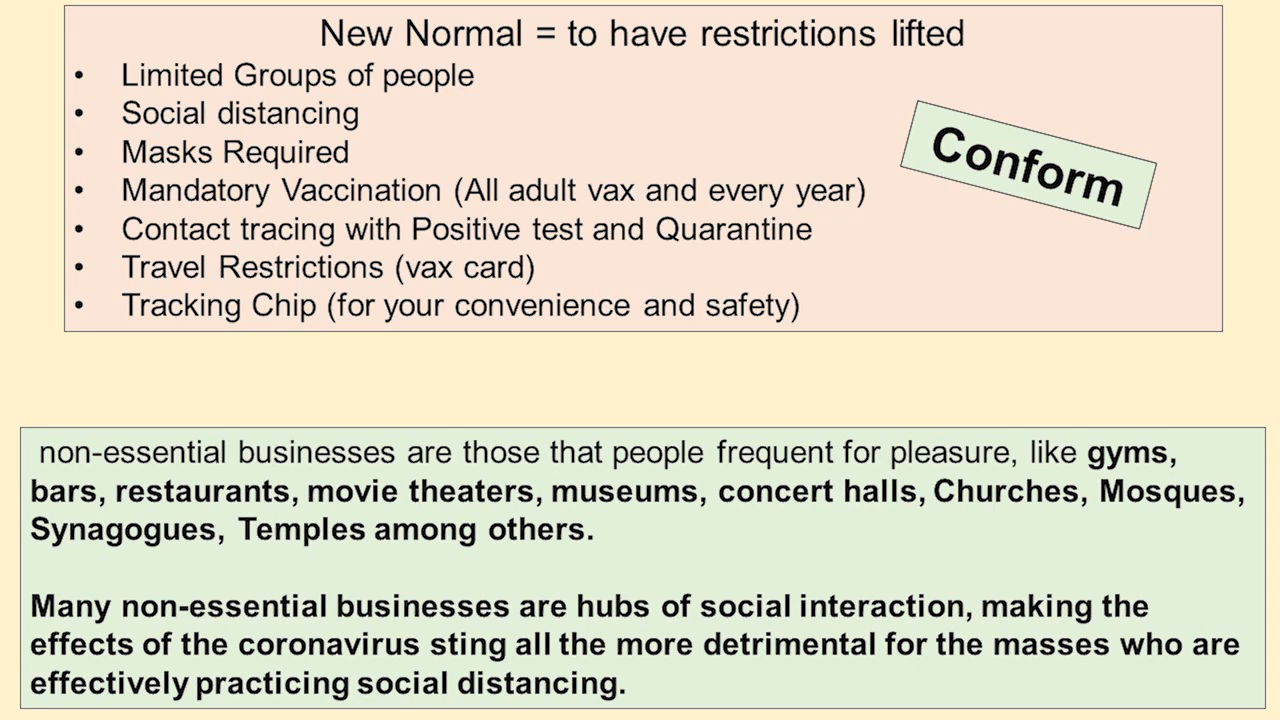 New Normal = to have restrictions lifted
• Limited Groups of people
• Social distancing
• Masks Required
• Mandatory Vaccination (All adult vax and every year)
• Contact tracing with Positive test and Quarantine
• Travel Restrictions (vax card)
• Tracking Chip (for your convenience and safety)
Conform
non-essential businesses are those that people frequent for pleasure, like gyms,
bars, restaurants, movie theaters, museums, concert halls, Churches, Mosques,
Synagogues, Temples among others.
Many non-essential businesses are hubs of social interaction, making the
effects of the coronavirus sting all the more detrimental for the masses who are
effectively practicing social distancing.